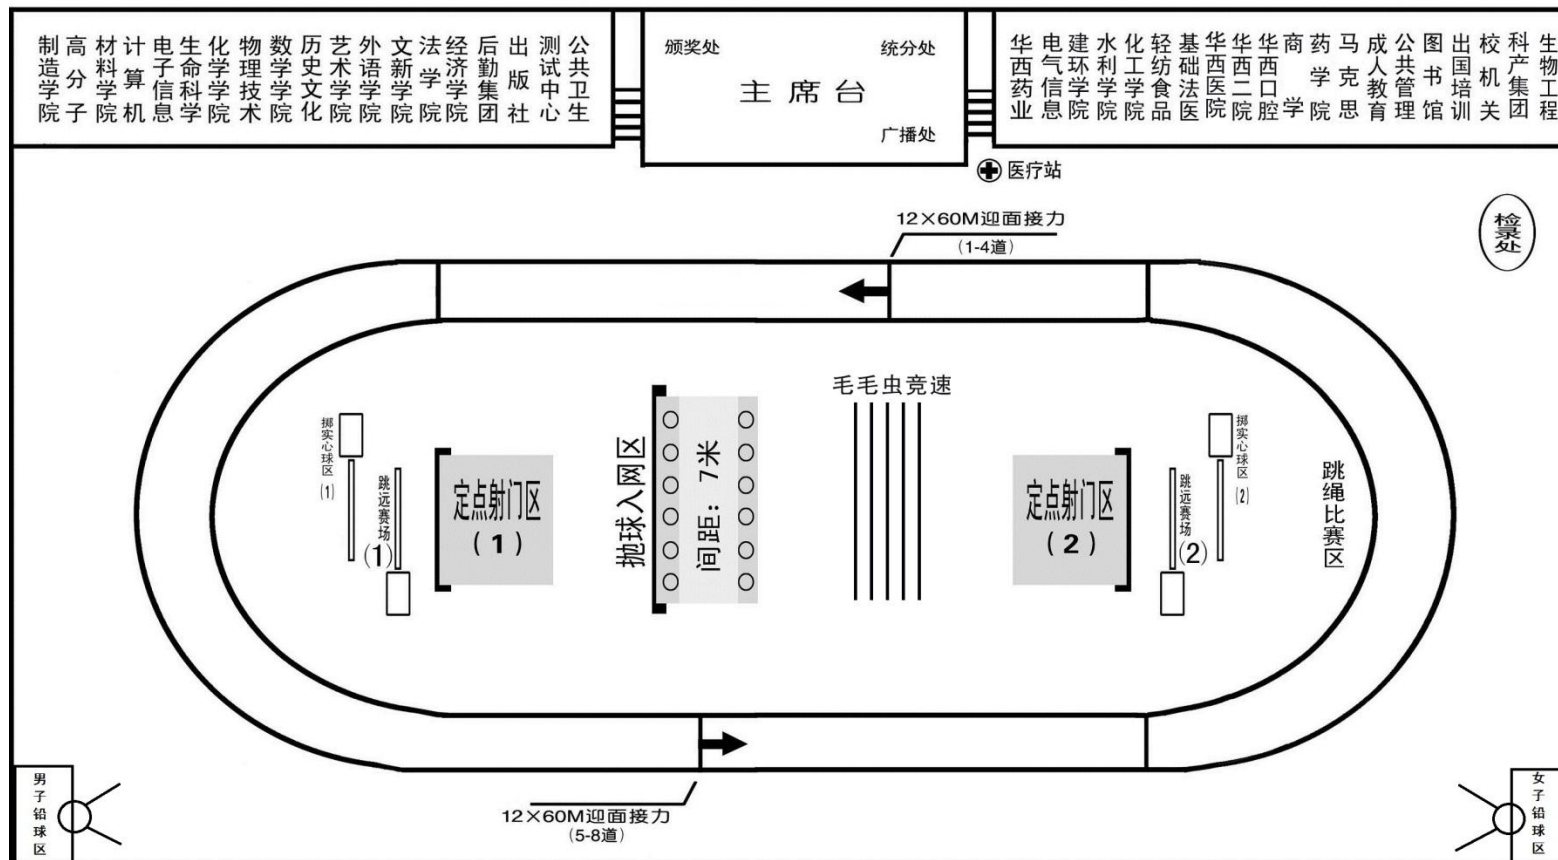 制造学院
高分子
材料学院
计算机
电子信息
生命科学
化学学院
物理技术
数学学院
历史文化
艺术学院
外语学院
文新学院
法学院
经济学院
后勤集团
出版社
测试中心
公共卫生
颁奖处
统分处
主席台
广播处
华西药业
电气信息
建环学院
水利学院
化工学院
轻纺食品
基础法医
华西医院
华西二院
华西口腔
商学
药学院
马克思
成人教育
公共管理
图书馆
出国培训
校机关
科产集团
生物工程
医疗站
检录处
12×60M迎面接力
(1-4道)
毛毛虫竞速
掷实心球区
(1)
跳远赛场
(1)
定点射门区
(1)
抛球入网区
间距：7米
定点射门区
(2)
跳远赛场
(2)
掷实心球区
(2)
跳绳比赛区
男子铅球区
12×60M迎面接力
(5-8道)
女子铅球区